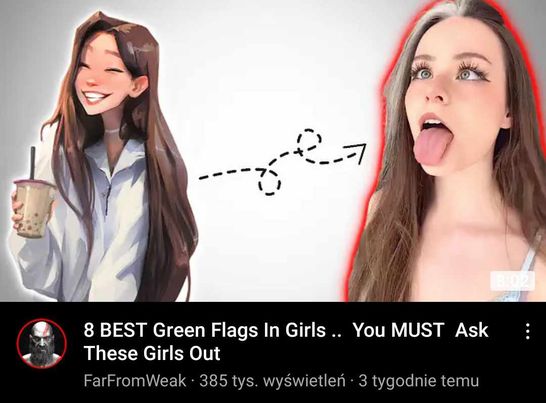 8:02
8 BEST Green Flags In Girls .. You MUST Ask
These Girls Out
FarFromWeak · 385 tys. wyświetleń · 3 tygodnie temu